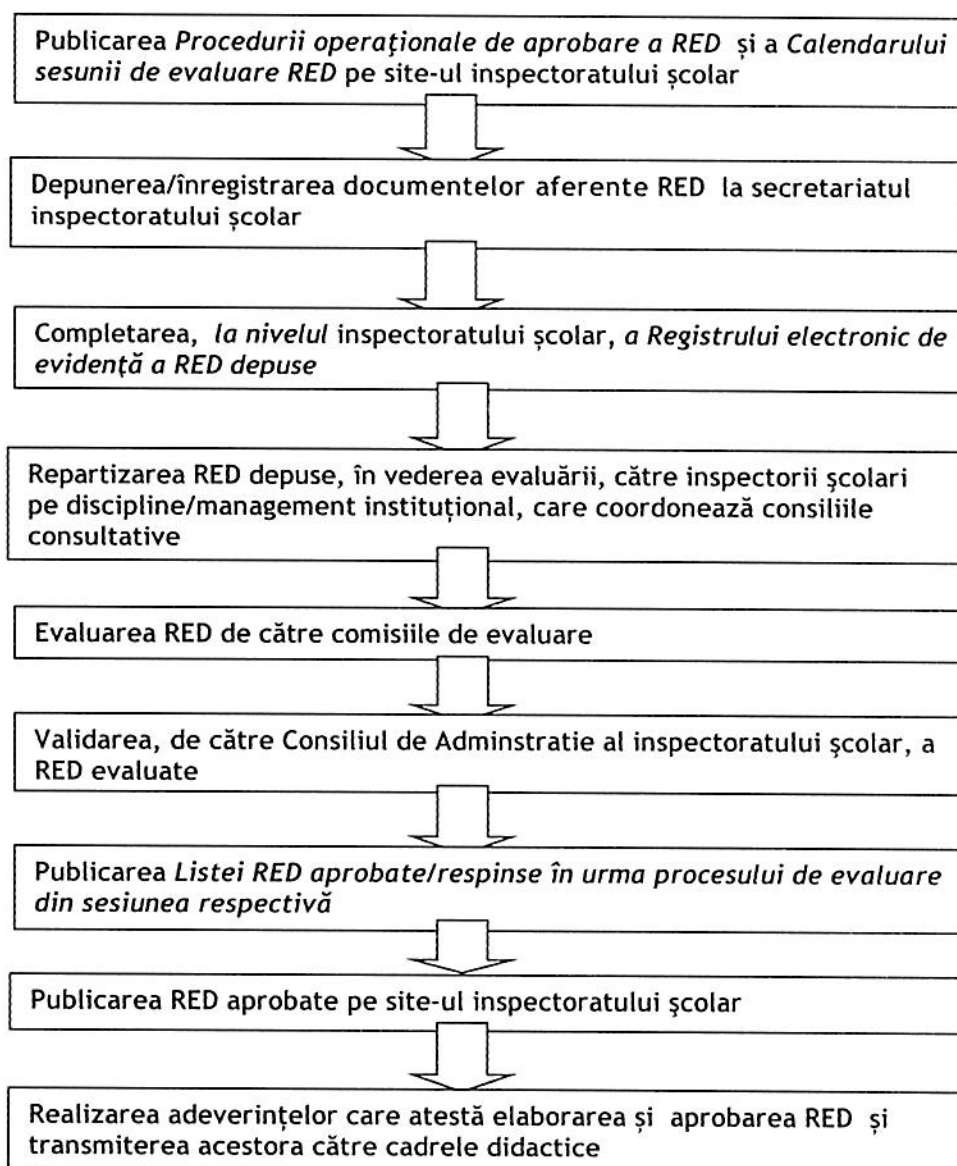 Publicarea Procedurii operaţionale de aprobare a RED și a Calendarului
sesunii de evaluare RED pe site-ul inspectoratului școlar
Depunerea/înregistrarea documentelor aferente RED la secretariatul
inspectoratului școlar
Completarea, la nivelul inspectoratului școlar, a Registrului electronic de
evidenţă a RED depuse
Repartizarea RED depuse, în vederea evaluării, către inspectorii şcolari
pe discipline/management instituțional, care coordonează consiliile
consultative
Evaluarea RED de către comisiile de evaluare
Validarea, de către Consiliul de Adminstratie al inspectoratului şcolar, a
RED evaluate
Publicarea Listei RED aprobate/respinse în urma procesului de evaluare
din sesiunea respectivă
Publicarea RED aprobate pe site-ul inspectoratului şcolar
Realizarea adeverințelor care atestă elaborarea și aprobarea RED și
transmiterea acestora către cadrele didactice